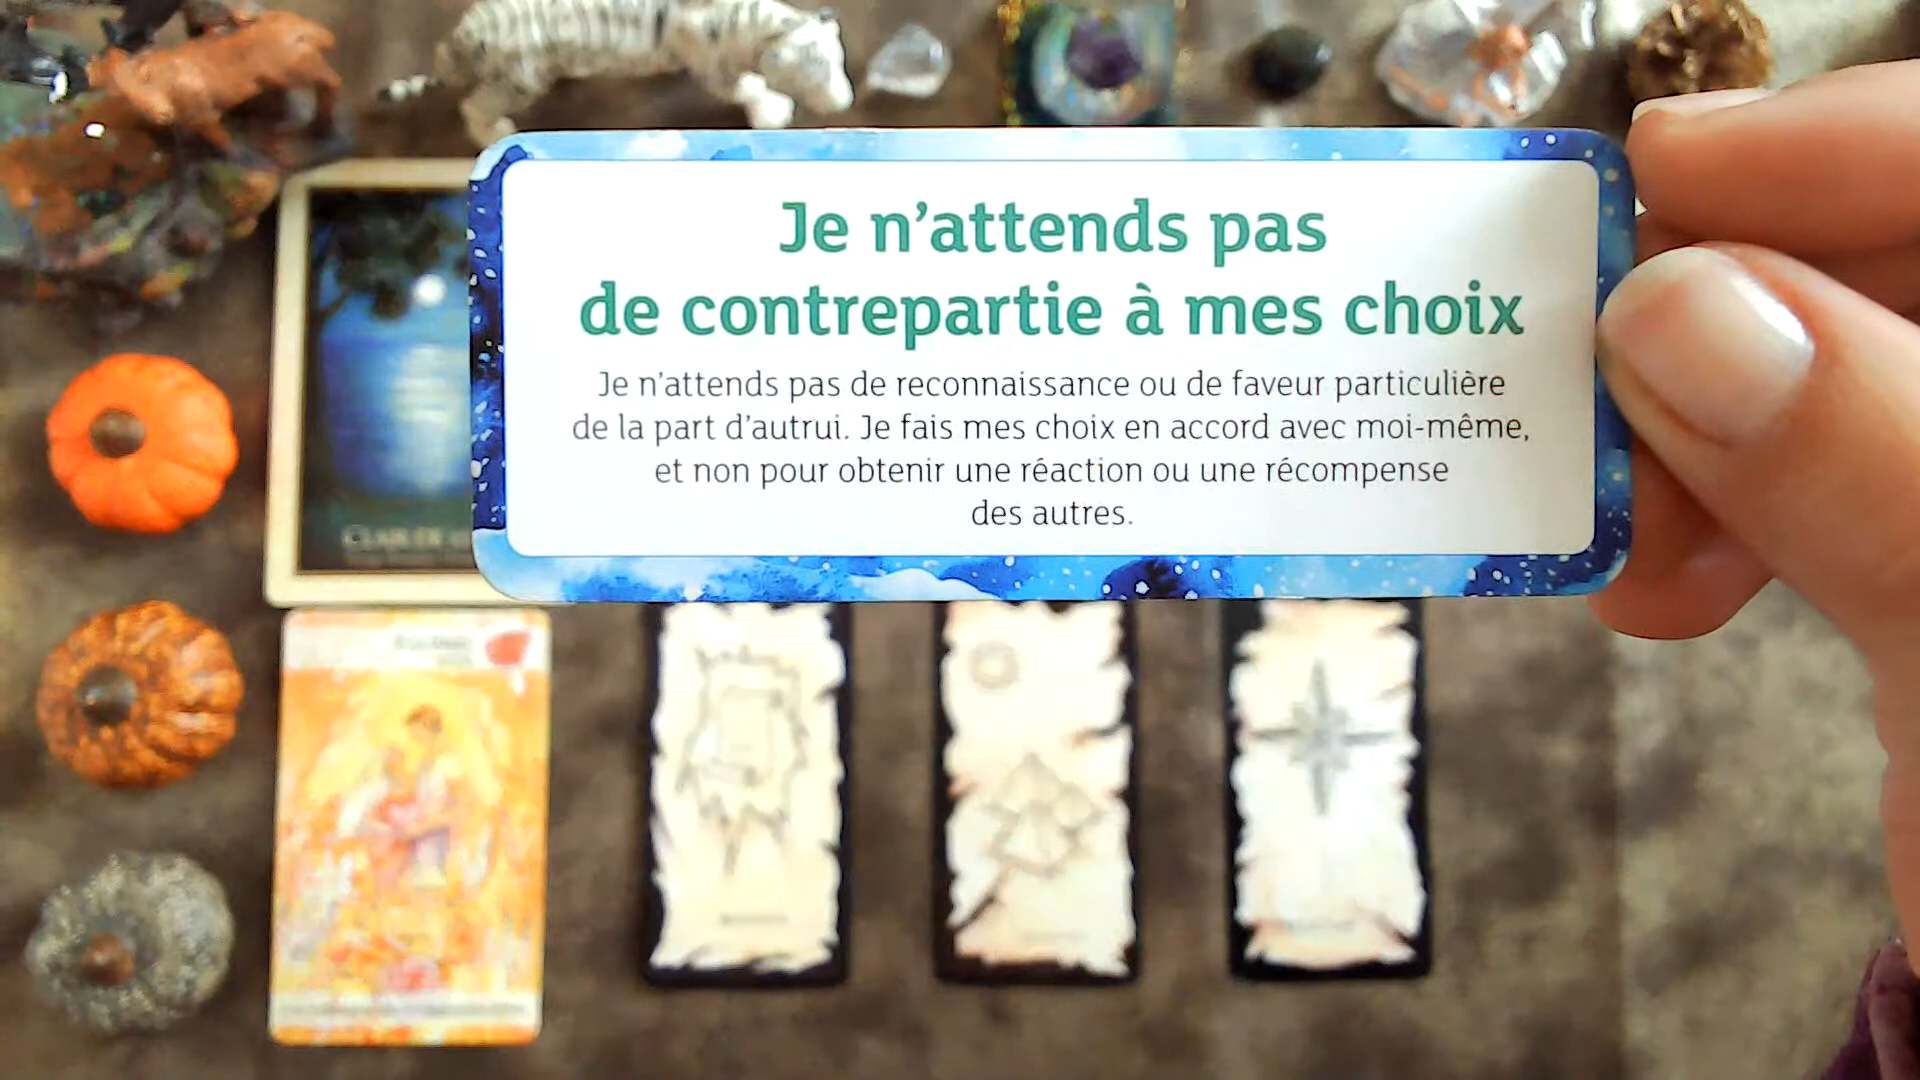 Je n'attends pas
de contrepartie à mes choix
Je n'attends pas de reconnaissance ou de faveur particulière
de la part d'autrui. Je fais mes choix en accord avec moi-même,
et non pour obtenir une réaction ou une récompense
des autres.
CLAIR DE